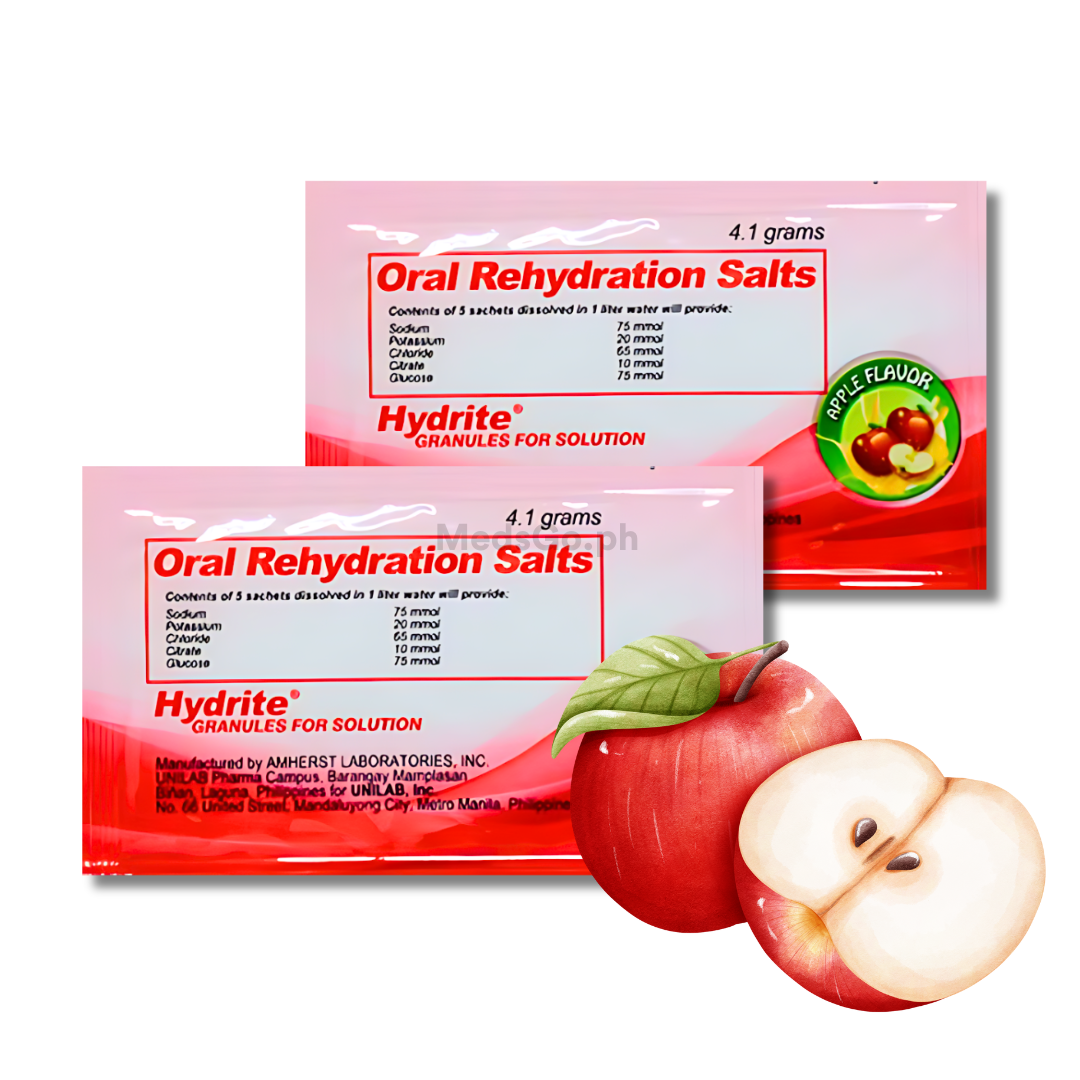 4.1 grams
Oral Rehydration Salts
Contents of 5 sachets dissolved in 1 liter water will provide:
Sodium 75 mmol
Potassium 20 mmol
Chloride 65 mmol
Citrate 10 mmol
Glucose 75 mmol
Hydrite®
GRANULES FOR SOLUTION
APPLE FLAVOR
4.1 grams
MedsGo.ph
Oral Rehydration Salts
Contents of 5 sachets dissolved in 1 liter water will provide:
Sodium 75 mmol
Potassium 20 mmol
Chloride 65 mmol
Citrate 10 mmol
Glucose 75 mmol
Hydrite®
GRANULES FOR SOLUTION
Manufactured by AMHERST LABORATORIES, INC.
UNILAB Pharma Campus, Barangay Mamplasan
Biñan, Laguna, Philippines for UNILAB, Inc.
No. 66 United Street, Mandaluyong City, Metro Manila, Philippine